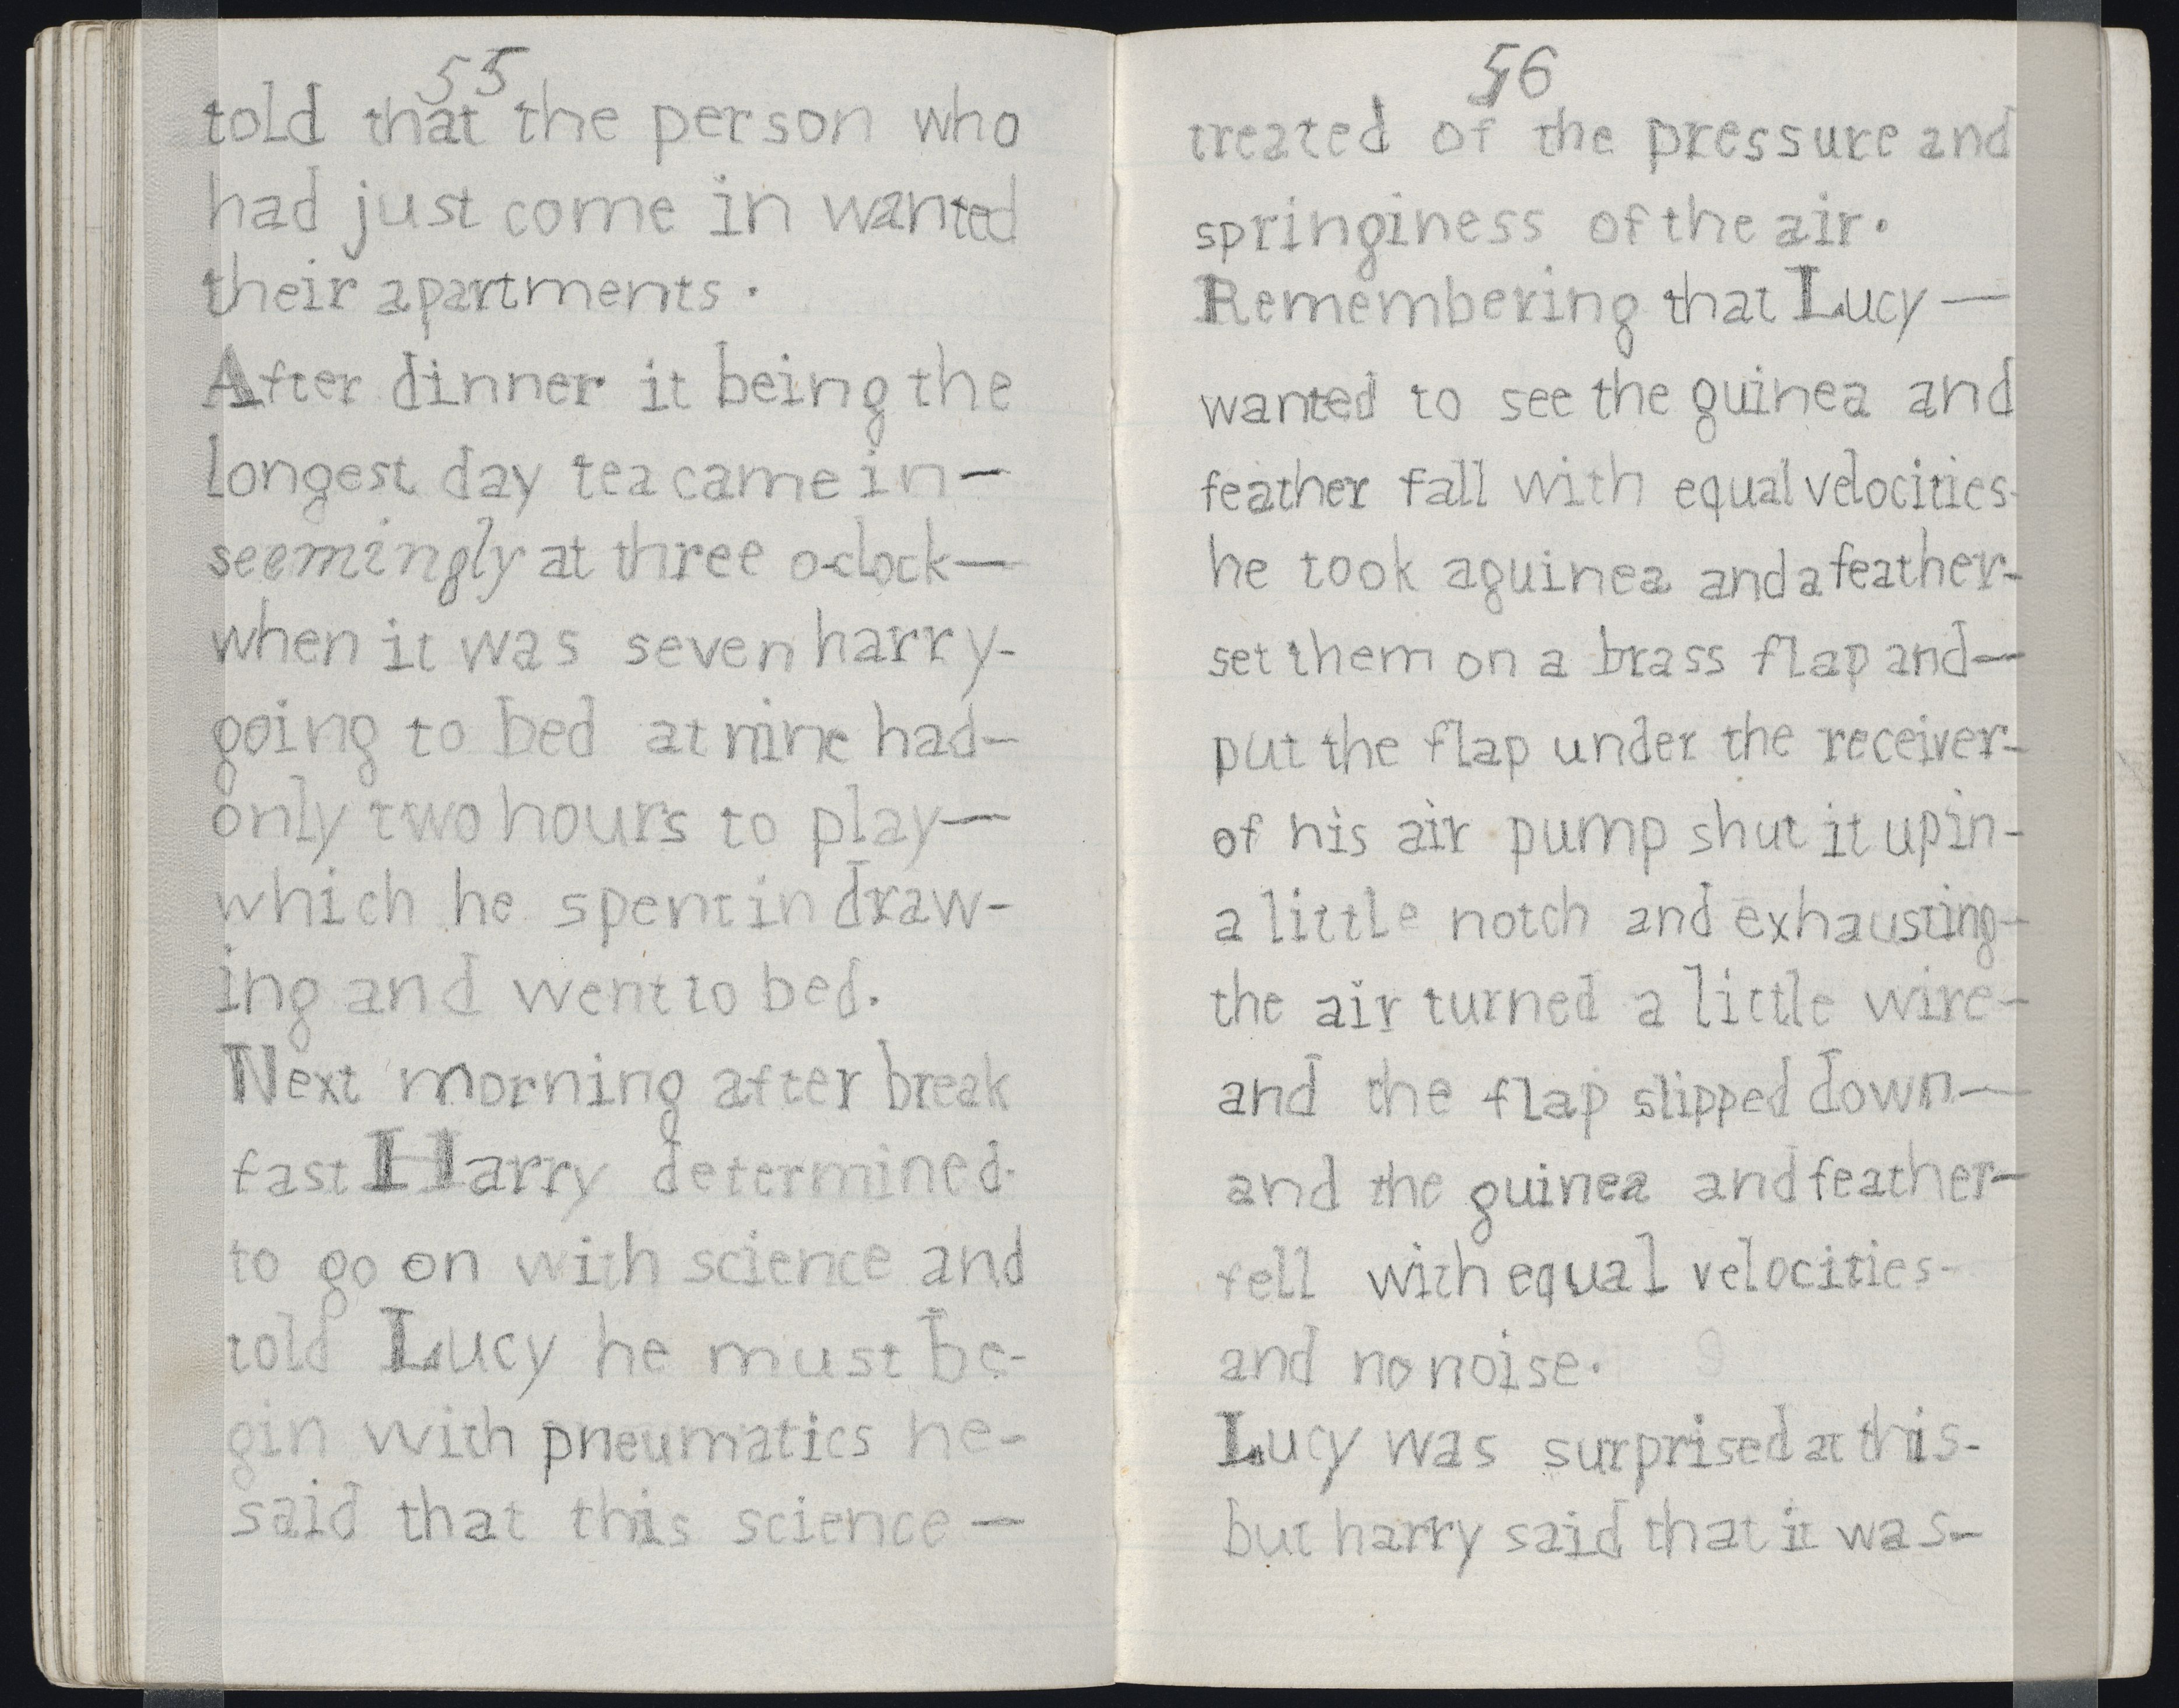 55
told that the person who
had just come in wanted
their apartments.
After dinner it being the
longest day tea came in —
seemingly at three o-clock —
when it was seven harry-
going to bed at nine had-
only two hours to play—
which he spent in draw-
ing and went to bed.
Next morning after break
fast Harry determined.
to go on with science and
told Lucy he must be-
gin with pneumatics he-
said that this science —
56
treated of the pressure and
springiness of the air.
Remembering that Lucy —
wanted to see the guinea and
feather fall with equal velocities-
he took a guinea and a feather-
set them on a brass flap and—
put the flap under the receiver-
of his air pump shut it up in-
a little notch and exhausting-
the air turned a little wire-
and the flap slipped down—
and the guinea and feather-
fell with equal velocities-
and no noise.
Lucy was surprised at this-
but harry said that it was-